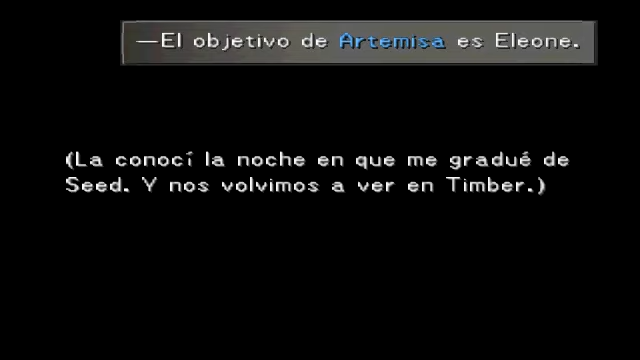 —El objetivo de Artemisa es Eleone.
(La conocí la noche en que me gradué de
Seed. Y nos volvimos a ver en Timber.)